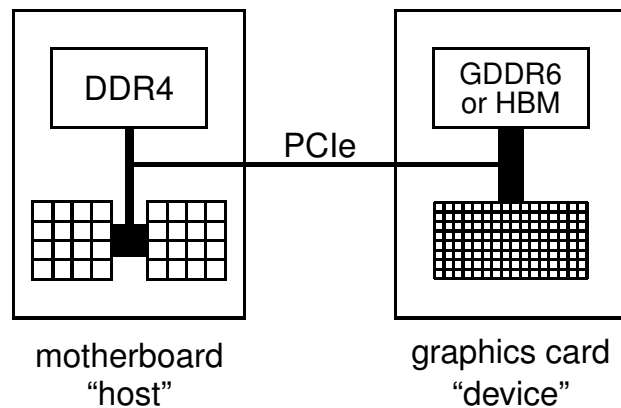 DDR4
GDDR6
or HBM
PCIe
motherboard
“host”
graphics card
“device”